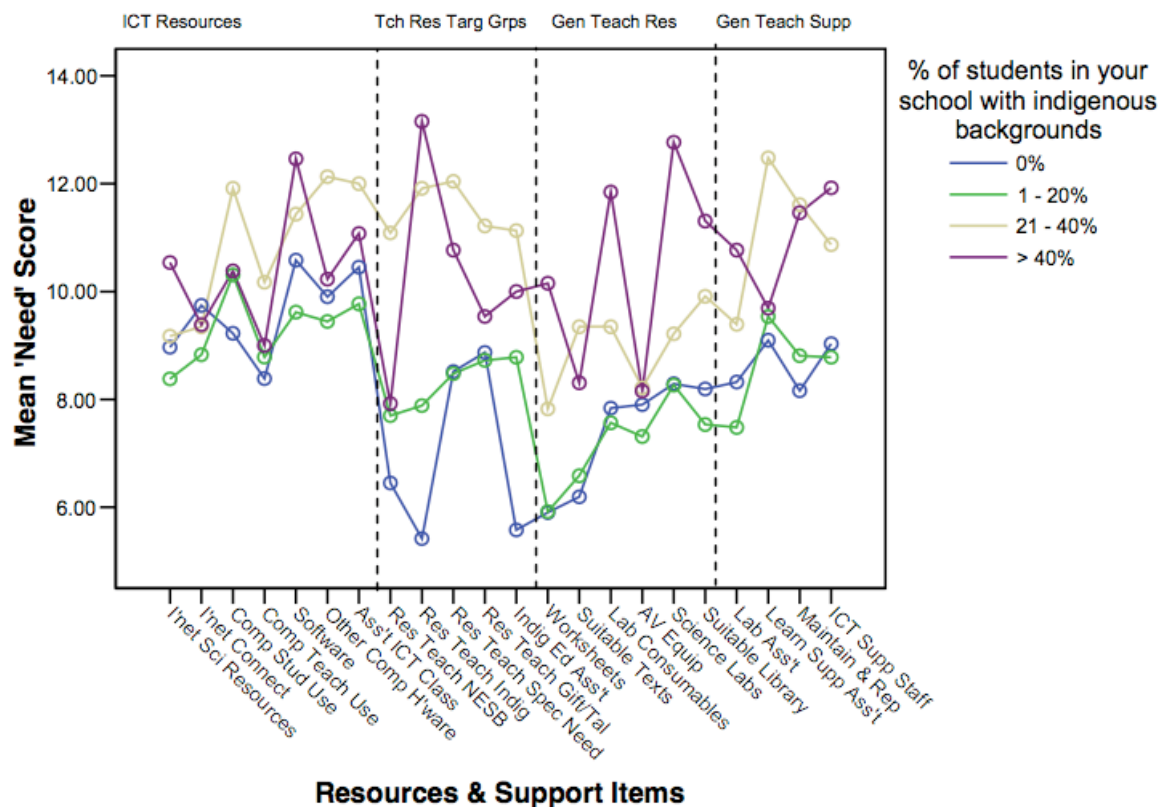 ICT Resources
Tch Res Targ Grps
Gen Teach Res
Gen Teach Supp
14.00
12.00
10.00
8.00
6.00
Mean 'Need' Score
I'net Sci Resources
I'net Connect
Comp Stud Use
Comp Teach Use
Software
Other Comp H'ware
Ass't ICT Class
Res Teach NESB
Res Teach Indig
Res Teach Spec Need
Res Teach Gift/Tal
Indig Ed Ass't
Worksheets
Suitable Texts
Lab Consumables
AV Equip
Science Labs
Suitable Library
Lab Ass't
Learn Supp Ass't
Maintain & Rep
ICT Supp Staff
Resources & Support Items
% of students in your
school with indigenous
backgrounds
0%
1 - 20%
21 - 40%
> 40%